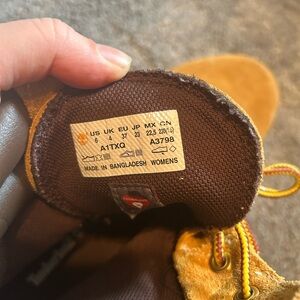 US UK EU JP MX CN
6 4 37 23 22.5 230(1.5)
A1TXQ A3798
MADE IN BANGLADESH WOMENS